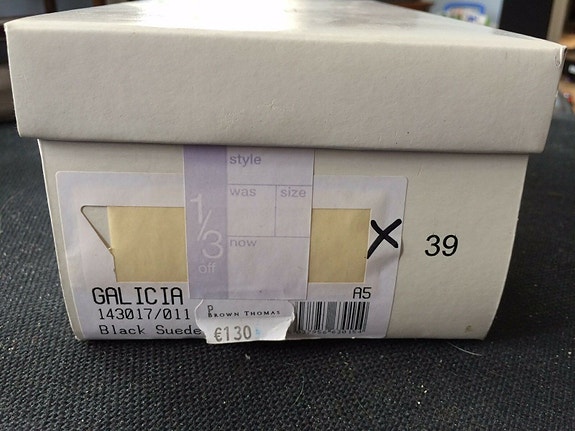 style
was size
1/3
now
off
X 39
GALICIA A5
143017/011
P
BROWN THOMAS
Black Suede
€130